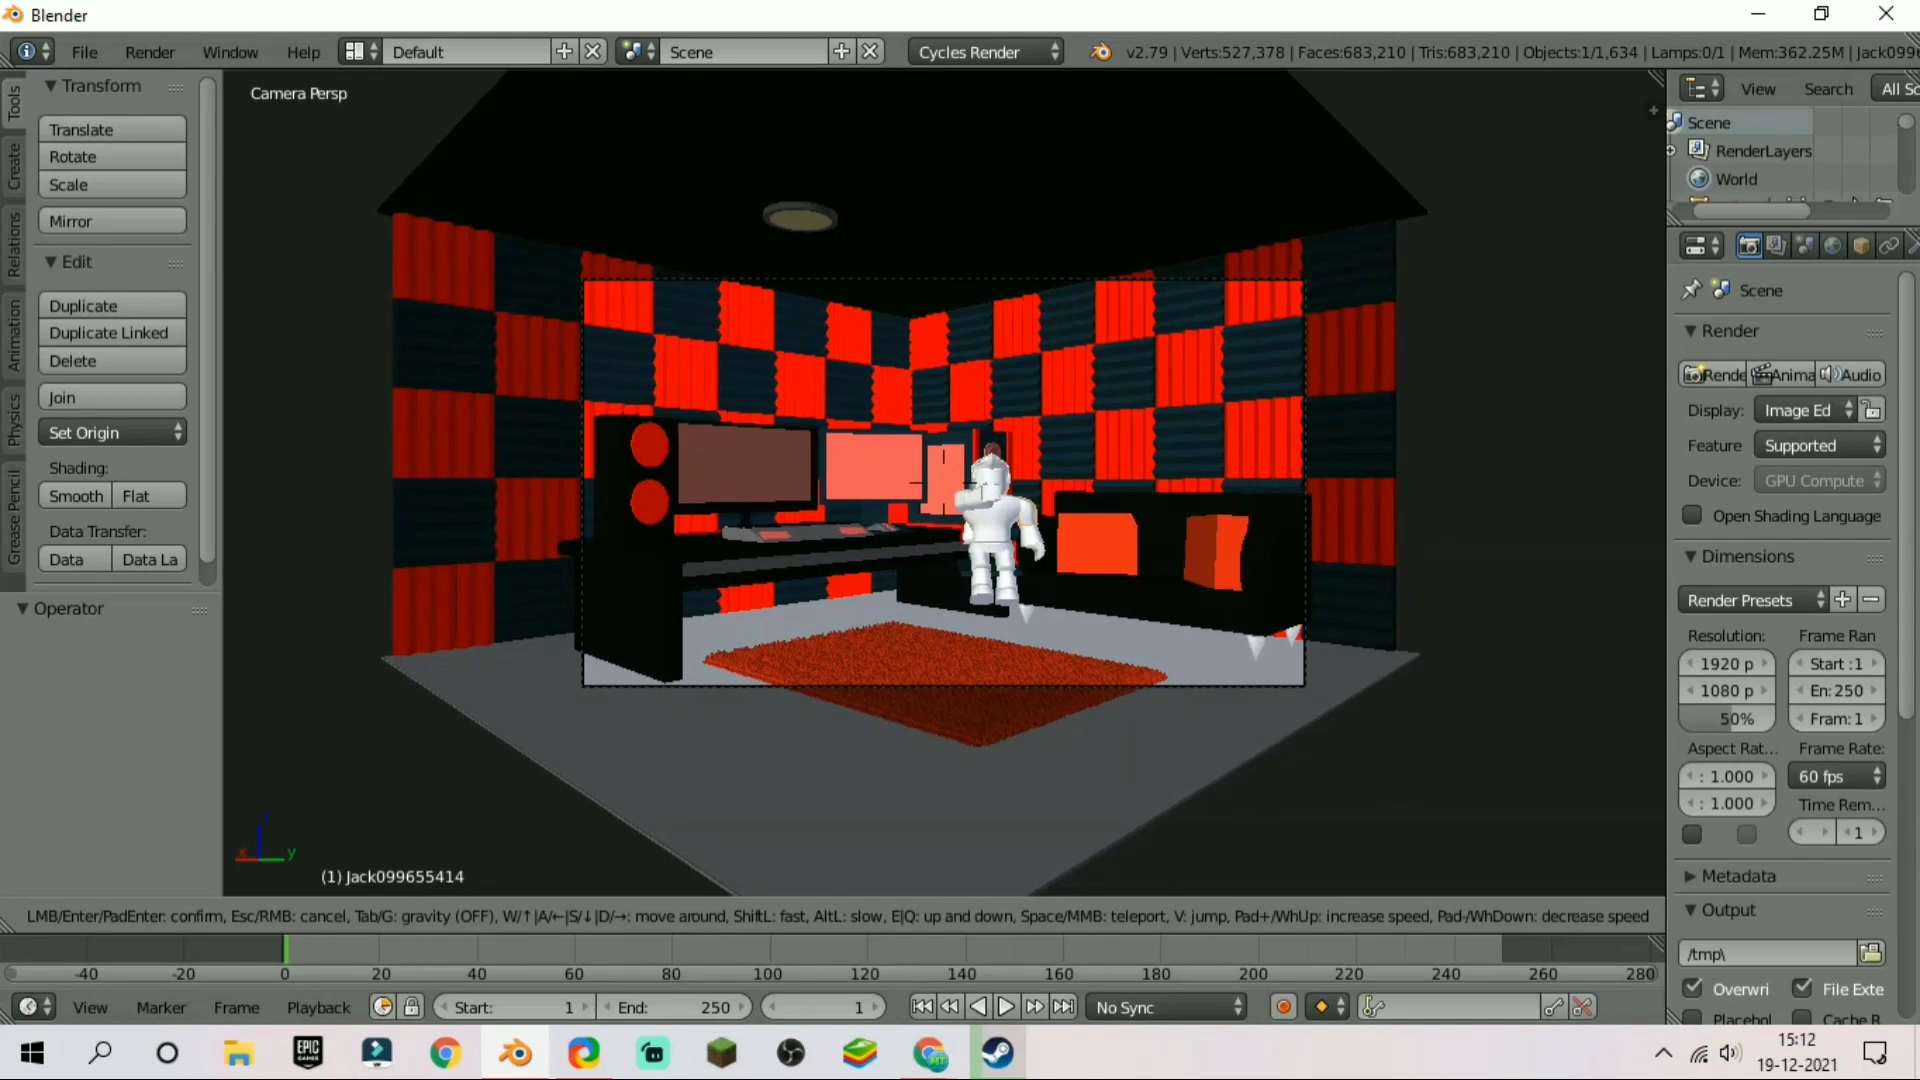 Blender
File Render Window Help Default Scene Cycles Render v2.79 | Verts:527,378 | Faces:683,210 | Tris:683,210 | Objects:1/1,634 | Lamps:0/1 | Mem:362.25M | Jack099
Tools
Create
Relations
Animation
Physics
Grease Pencil
Transform
Translate
Rotate
Scale
Mirror
Edit
Duplicate
Duplicate Linked
Delete
Join
Set Origin
Shading:
Smooth Flat
Data Transfer:
Data Data La
Operator
Camera Persp
x y
(1) Jack099655414
View Search All Sc
Scene
RenderLayers
World
Scene
Render
Rende Anima Audio
Display: Image Ed
Feature Supported
Device: GPU Compute
Open Shading Language
Dimensions
Render Presets
Resolution: Frame Ran
1920 p Start :1
1080 p En: 250
50% Fram: 1
Aspect Rat... Frame Rate:
: 1.000 60 fps
: 1.000 Time Rem...
1
Metadata
Output
/tmp\
Overwri File Exte
Placehol Cache R
LMB/Enter/PadEnter: confirm, Esc/RMB: cancel, Tab/G: gravity (OFF), W/↑|A/←|S/↓|D/→: move around, ShiftL: fast, AltL: slow, E|Q: up and down, Space/MMB: teleport, V: jump, Pad+/WhUp: increase speed, Pad-/WhDown: decrease speed
-40 -20 0 20 40 60 80 100 120 140 160 180 200 220 240 260 280
View Marker Frame Playback Start: 1 End: 250 1 No Sync
EPIC GAMES
15:12
19-12-2021